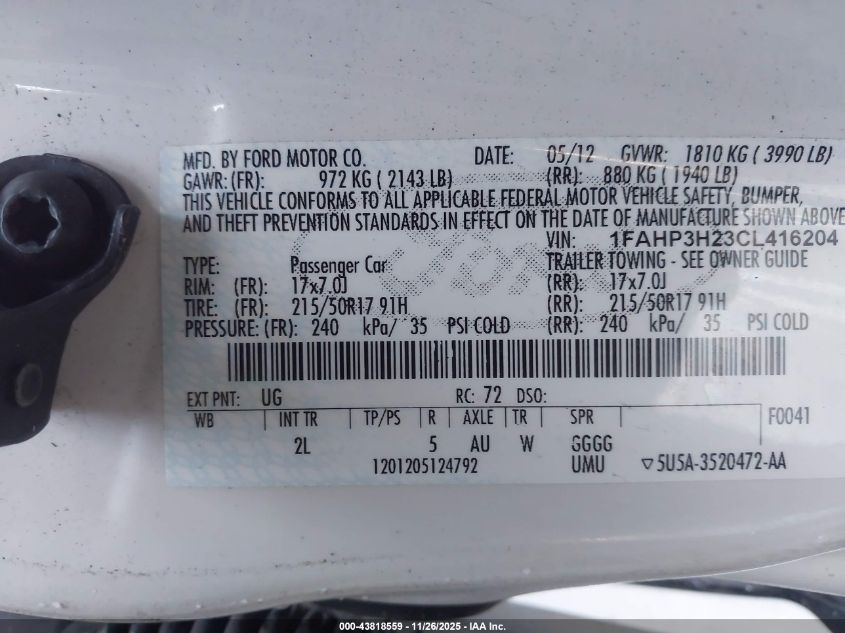 MFD. BY FORD MOTOR CO. DATE: 05/12 GVWR: 1810 KG ( 3990 LB)
GAWR: (FR): 972 KG ( 2143 LB) (RR): 880 KG ( 1940 LB)
THIS VEHICLE CONFORMS TO ALL APPLICABLE FEDERAL MOTOR VEHICLE SAFETY, BUMPER,
AND THEFT PREVENTION STANDARDS IN EFFECT ON THE DATE OF MANUFACTURE SHOWN ABOVE
VIN: 1FAHP3H23CL416204
TYPE: Passenger Car TRAILER TOWING - SEE OWNER GUIDE
RIM: (FR): 17x7.0J (RR): 17x7.0J
TIRE: (FR): 215/50R17 91H (RR): 215/50R17 91H
PRESSURE: (FR): 240 kPa/ 35 PSI COLD (RR): 240 kPa/ 35 PSI COLD
EXT PNT: UG RC: 72 DSO:
WB INT TR TP/PS R AXLE TR SPR F0041
2L 5 AU W GGGG
1201205124792 UMU ▽5U5A-3520472-AA
000-43818559 - 11/26/2025 - IAA Inc.